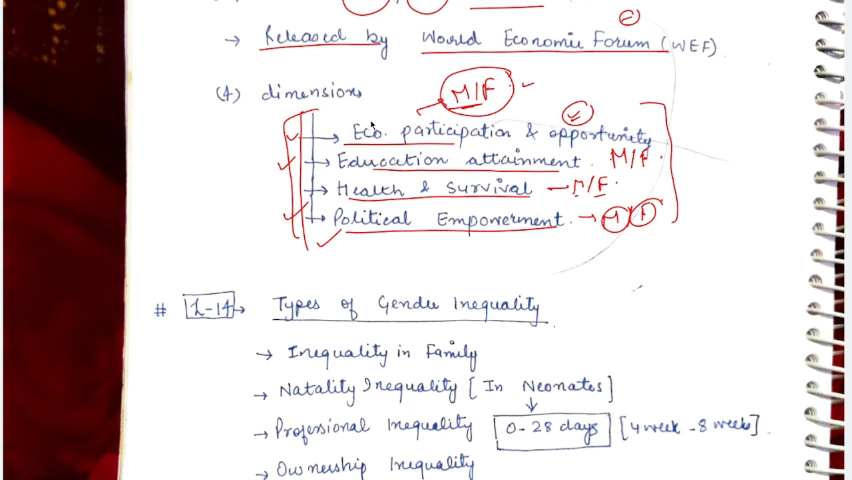 → Released by World Economic Forum (WEF)
(4) dimensions M/F
→ Eco. participation & opportunity
→ Education attainment. M/F.
→ Health & Survival → M/F.
→ Political Empowerment. → M F
# L-14 → Types of Gender Inequality
→ Inequality in Family
→ Natality Inequality [In Neonates]
→ Professional Inequality 0-28 days [4 week - 8 week].
→ Ownership Inequality